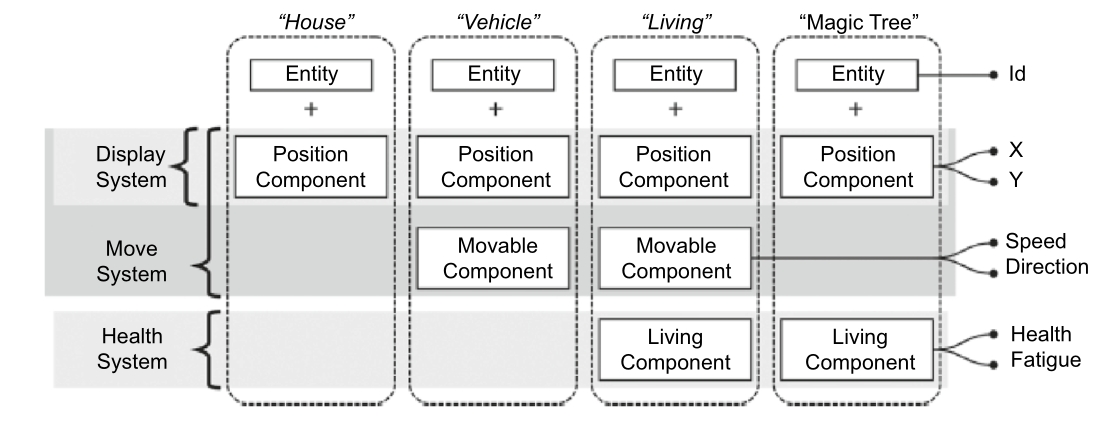 “House” “Vehicle” “Living” “Magic Tree”
Entity Entity Entity Entity Id
+ + + +
Display System
Position Component
Position Component
Position Component
Position Component
X
Y
Move System
Movable Component
Movable Component
Speed
Direction
Health System
Living Component
Living Component
Health
Fatigue